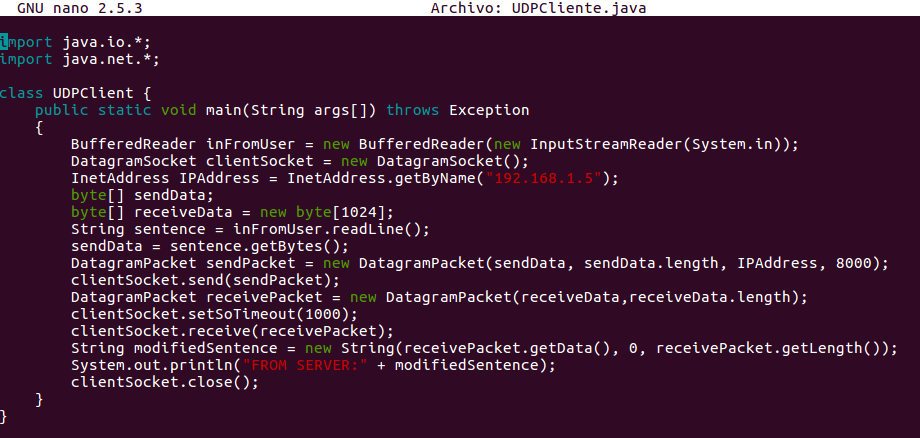 GNU nano 2.5.3 Archivo: UDPCliente.java
import java.io.*;
import java.net.*;
class UDPClient {
public static void main(String args[]) throws Exception
{
BufferedReader inFromUser = new BufferedReader(new InputStreamReader(System.in));
DatagramSocket clientSocket = new DatagramSocket();
InetAddress IPAddress = InetAddress.getByName("192.168.1.5");
byte[] sendData;
byte[] receiveData = new byte[1024];
String sentence = inFromUser.readLine();
sendData = sentence.getBytes();
DatagramPacket sendPacket = new DatagramPacket(sendData, sendData.length, IPAddress, 8000);
clientSocket.send(sendPacket);
DatagramPacket receivePacket = new DatagramPacket(receiveData,receiveData.length);
clientSocket.setSoTimeout(1000);
clientSocket.receive(receivePacket);
String modifiedSentence = new String(receivePacket.getData(), 0, receivePacket.getLength());
System.out.println("FROM SERVER:" + modifiedSentence);
clientSocket.close();
}
}